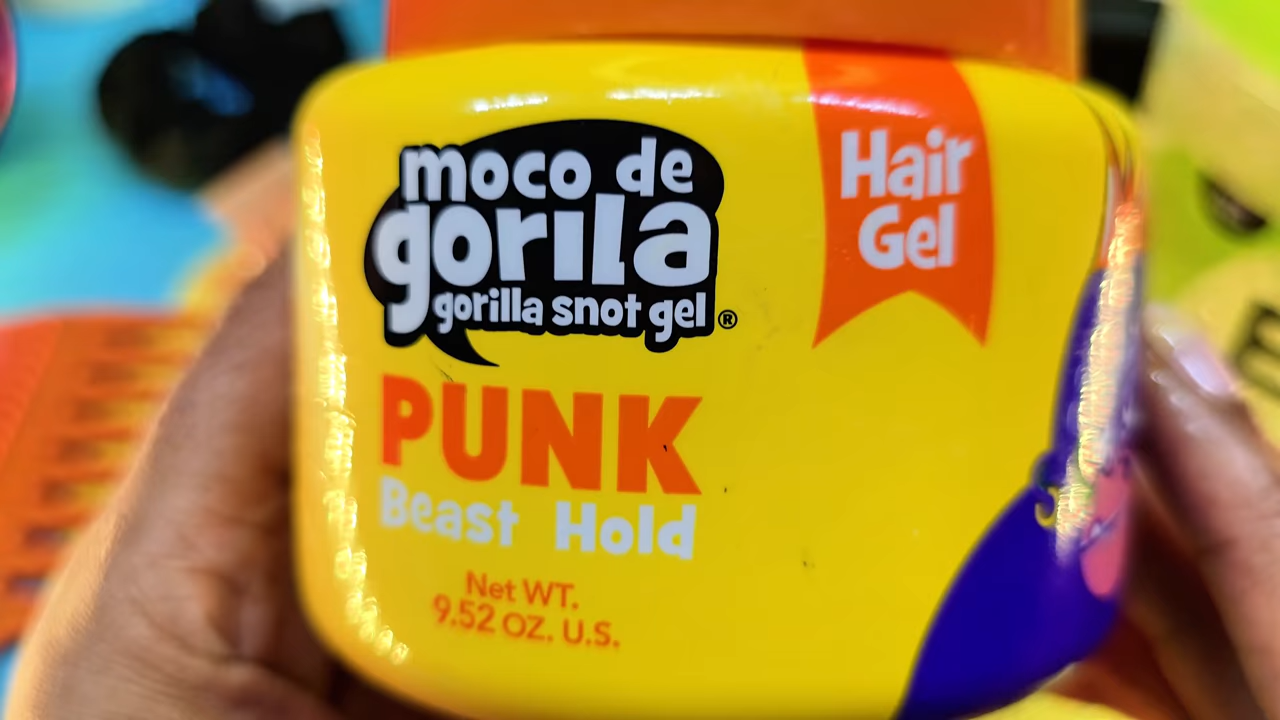 moco de
gorila
gorilla snot gel®
Hair
Gel
PUNK
Beast Hold
Net WT.
9.52 OZ. U.S.